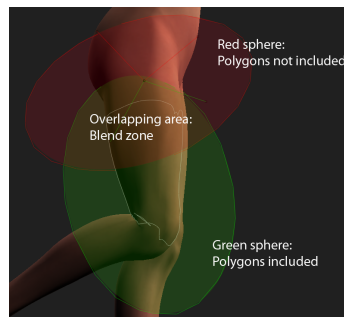 Red sphere:
Polygons not included
Overlapping area:
Blend zone
Green sphere:
Polygons included